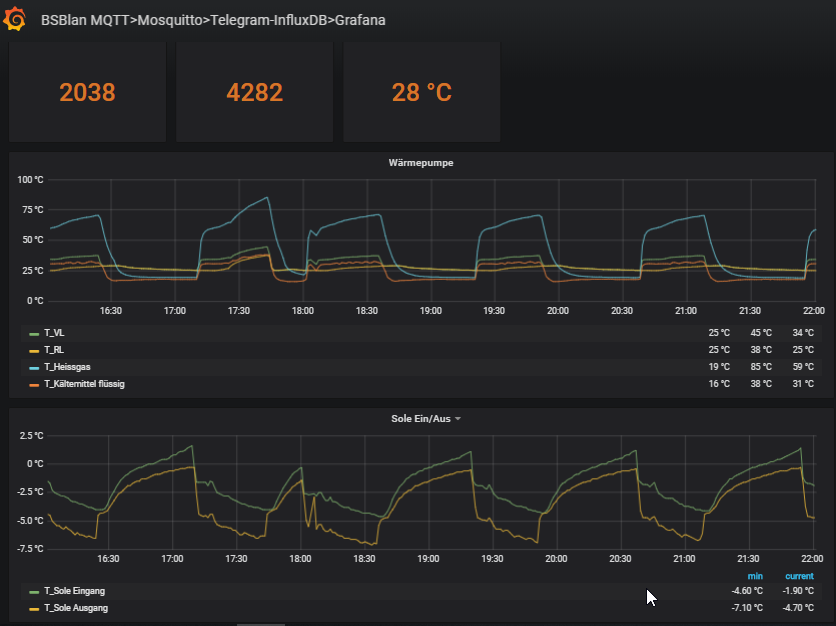 BSBlan MQTT>Mosquitto>Telegram-InfluxDB>Grafana
2038 4282 28 °C
Wärmepumpe
100 °C
75 °C
50 °C
25 °C
0 °C
16:30 17:00 17:30 18:00 18:30 19:00 19:30 20:00 20:30 21:00 21:30 22:00
T_VL 25 °C 45 °C 34 °C
T_RL 25 °C 38 °C 25 °C
T_Heissgas 19 °C 85 °C 59 °C
T_Kältemittel flüssig 16 °C 38 °C 31 °C
Sole Ein/Aus
2.5 °C
0 °C
-2.5 °C
-5.0 °C
-7.5 °C
16:30 17:00 17:30 18:00 18:30 19:00 19:30 20:00 20:30 21:00 21:30 22:00
min current
T_Sole Eingang -4.60 °C -1.90 °C
T_Sole Ausgang -7.10 °C -4.70 °C